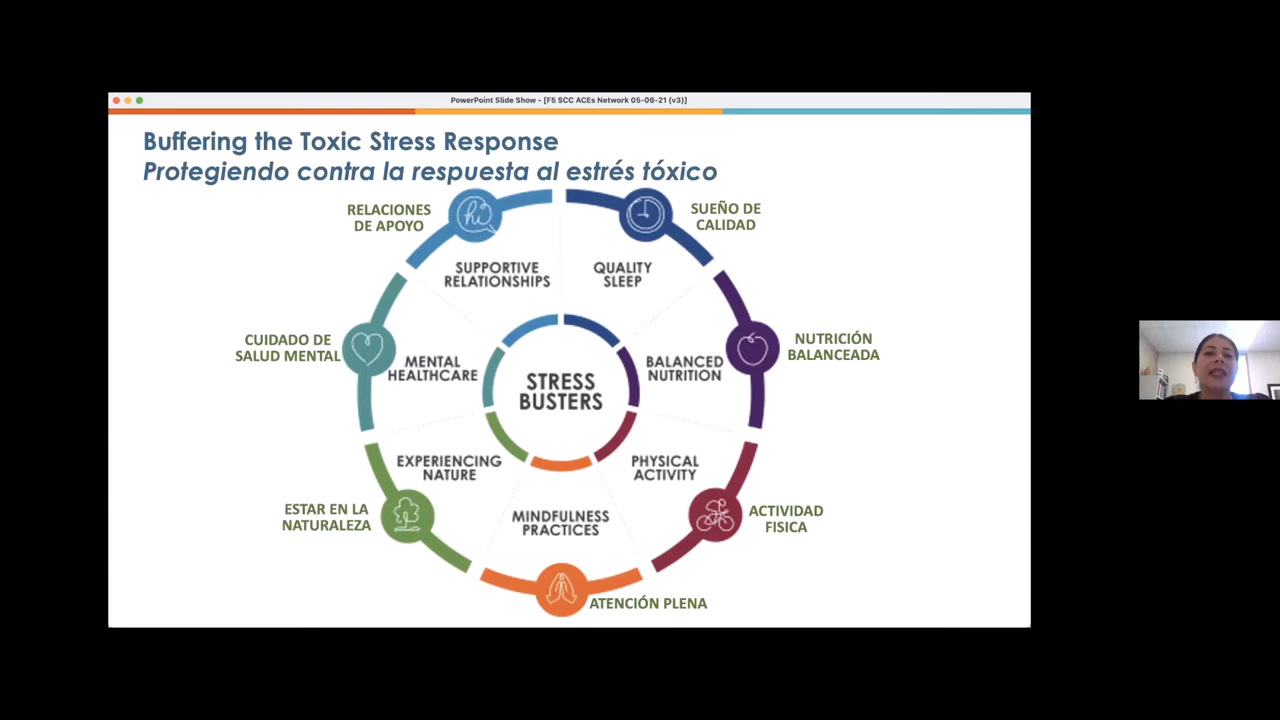 PowerPoint Slide Show - [F5 SCC ACEs Network 05-06-21 (v3)]
Buffering the Toxic Stress Response
Protegiendo contra la respuesta al estrés tóxico
RELACIONES
DE APOYO
hi
SUEÑO DE
CALIDAD
SUPPORTIVE
RELATIONSHIPS
QUALITY
SLEEP
CUIDADO DE
SALUD MENTAL
MENTAL
HEALTHCARE
STRESS
BUSTERS
BALANCED
NUTRITION
NUTRICIÓN
BALANCEADA
EXPERIENCING
NATURE
PHYSICAL
ACTIVITY
ESTAR EN LA
NATURALEZA
MINDFULNESS
PRACTICES
ACTIVIDAD
FISICA
ATENCIÓN PLENA